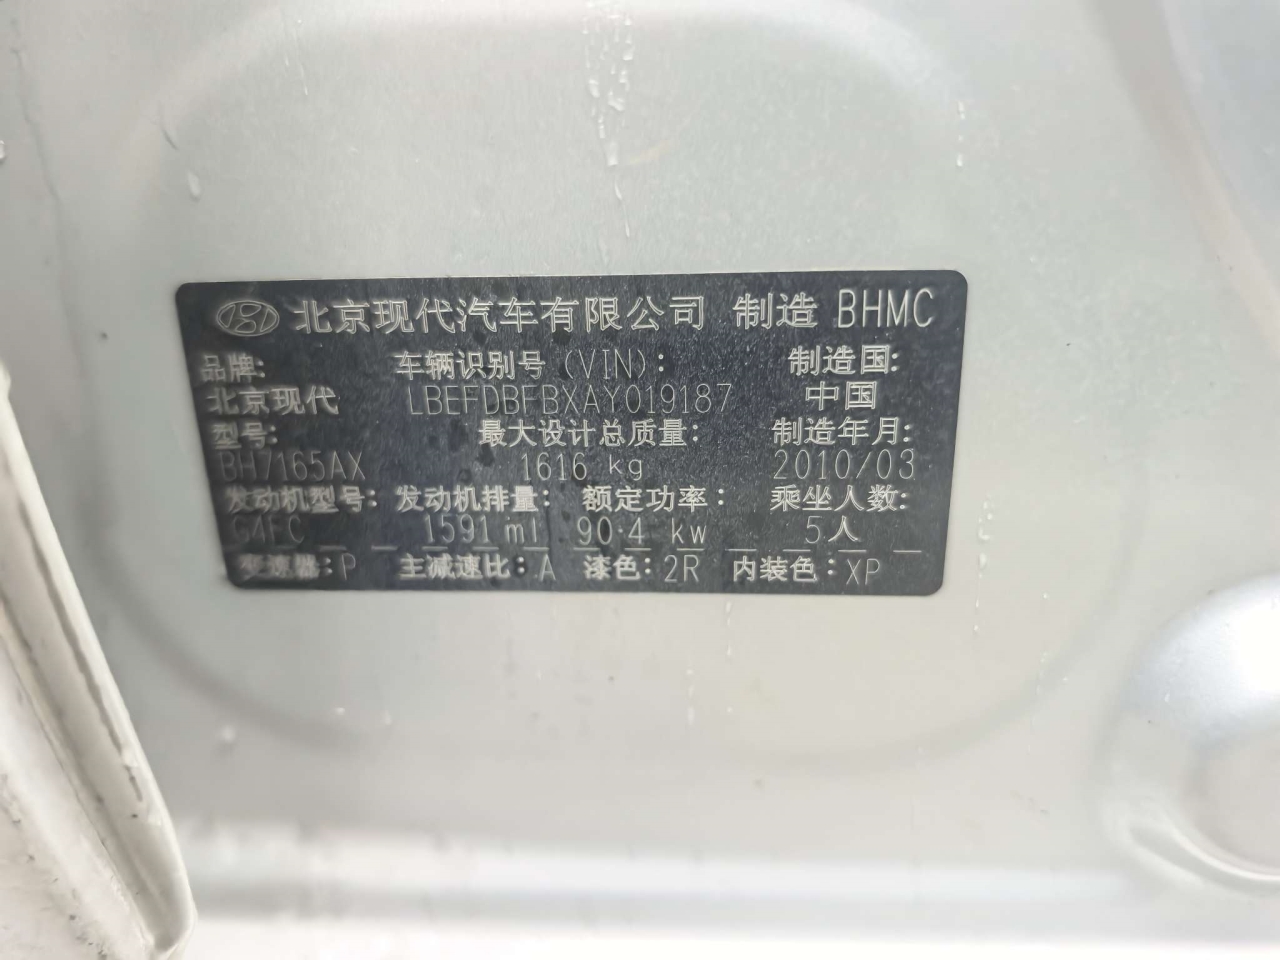 北京现代汽车有限公司 制造 BHMC
品牌: 车辆识别号 (VIN): 制造国:
北京现代 LBEFDBFBXAY019187 中国
型号: 最大设计总质量: 制造年月:
BH7165AX 1616 kg 2010/03
发动机型号: 发动机排量: 额定功率: 乘坐人数:
G4FC 1591 ml 90.4 kw 5人
变速器:P 主减速比:A 漆色:2R 内装色:XP